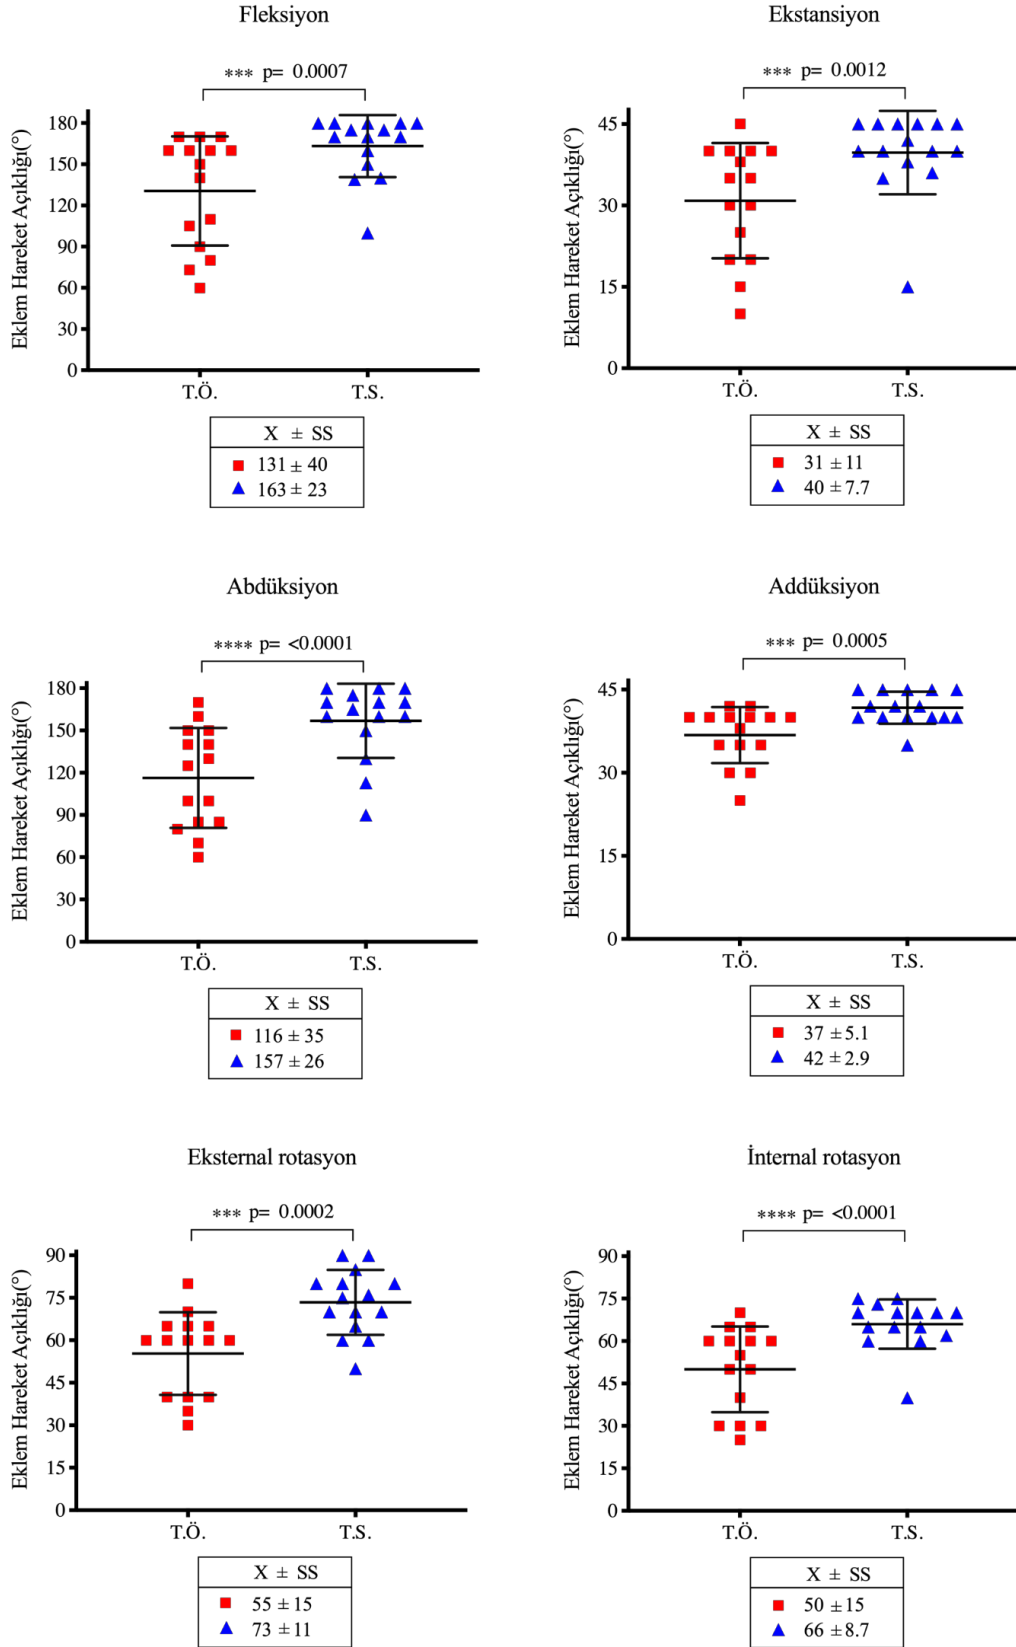 Fleksiyon
*** p= 0.0007
Eklem Hareket Açıklığı(°)
180
150
120
90
60
30
0
T.Ö.
T.S.
X ± SS
131 ± 40
163 ± 23
Ekstansiyon
*** p= 0.0012
Eklem Hareket Açıklığı(°)
45
30
15
0
T.Ö.
T.S.
X ± SS
31 ± 11
40 ± 7.7
Abdüksiyon
**** p= <0.0001
Eklem Hareket Açıklığı(°)
180
150
120
90
60
30
0
T.Ö.
T.S.
X ± SS
116 ± 35
157 ± 26
Addüksiyon
*** p= 0.0005
Eklem Hareket Açıklığı(°)
45
30
15
0
T.Ö.
T.S.
X ± SS
37 ± 5.1
42 ± 2.9
Eksternal rotasyon
*** p= 0.0002
Eklem Hareket Açıklığı(°)
90
75
60
45
30
15
0
T.Ö.
T.S.
X ± SS
55 ± 15
73 ± 11
İnternal rotasyon
**** p= <0.0001
Eklem Hareket Açıklığı(°)
90
75
60
45
30
15
0
T.Ö.
T.S.
X ± SS
50 ± 15
66 ± 8.7